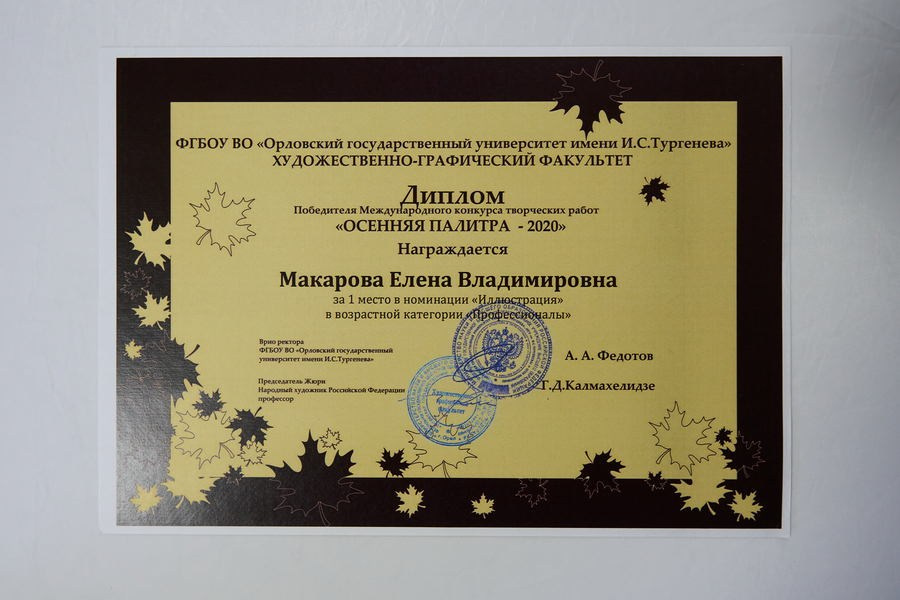 ФГБОУ ВО «Орловский государственный университет имени И.С.Тургенева»
ХУДОЖЕСТВЕННО-ГРАФИЧЕСКИЙ ФАКУЛЬТЕТ
Диплом
Победителя Международного конкурса творческих работ
«ОСЕННЯЯ ПАЛИТРА - 2020»
Награждается
Макарова Елена Владимировна
за 1 место в номинации «Иллюстрация»
в возрастной категории «Профессионалы»
Врио ректора
ФГБОУ ВО «Орловский государственный
университет имени И.С.Тургенева»
А. А. Федотов
Председатель Жюри
Народный художник Российской Федерации
профессор
Г.Д.Калмахелидзе